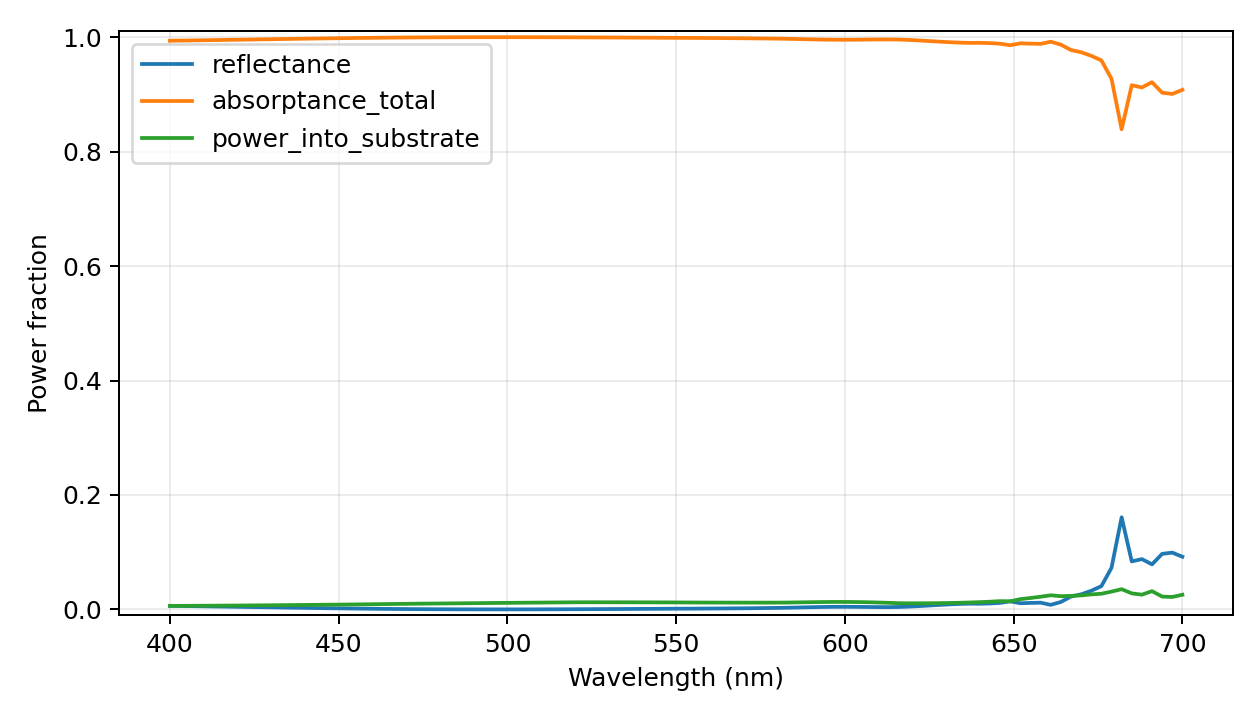 1.0
0.8
0.6
0.4
0.2
0.0
Power fraction
reflectance
absorptance_total
power_into_substrate
400 450 500 550 600 650 700
Wavelength (nm)